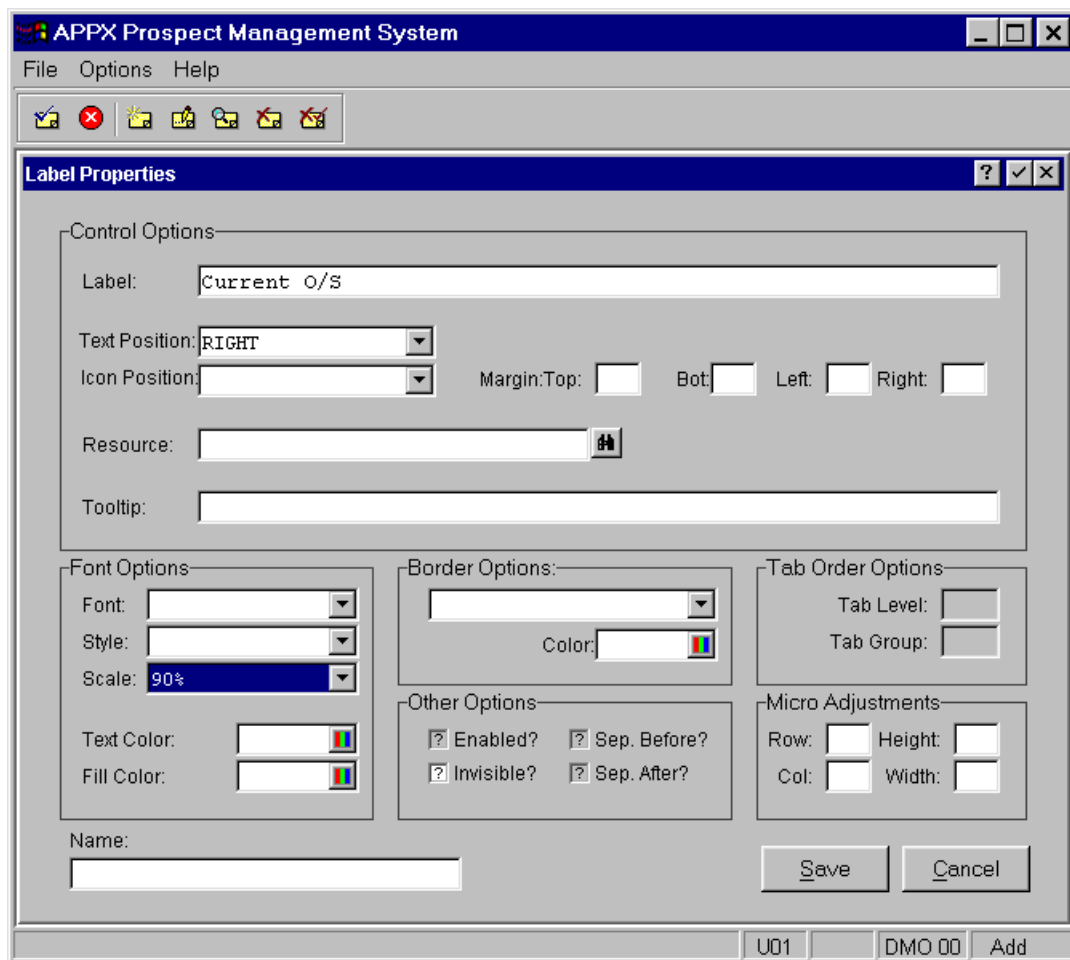 APPX Prospect Management System
File Options Help
Label Properties
Control Options
Label: Current O/S
Text Position: RIGHT
Icon Position: Margin:Top: Bot: Left: Right:
Resource:
Tooltip:
Font Options Border Options: Tab Order Options
Font: Tab Level:
Style: Color: Tab Group:
Scale: 90%
Other Options Micro Adjustments
Text Color: ? Enabled? ? Sep. Before? Row: Height:
Fill Color: ? Invisible? ? Sep. After? Col: Width:
Name:
Save Cancel
U01 DMO 00 Add